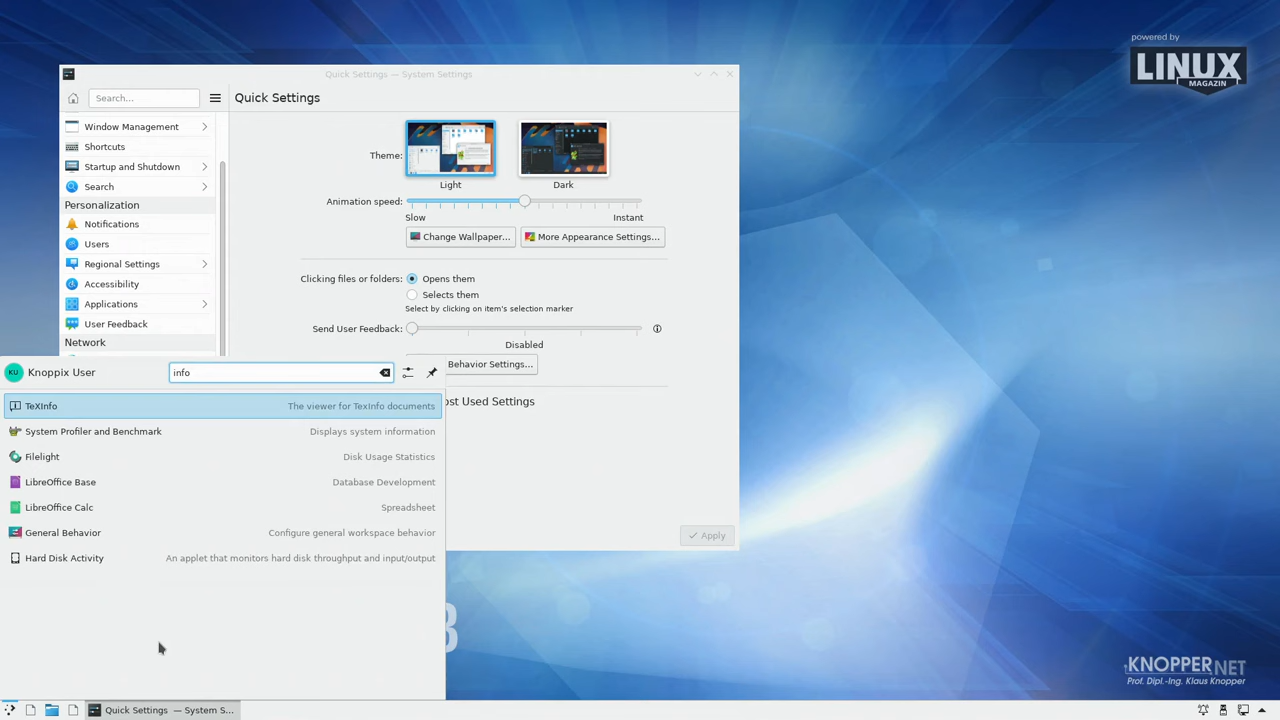 powered by
LINUX
MAGAZIN
Quick Settings — System Settings
Search...
Quick Settings
Window Management
Shortcuts
Startup and Shutdown
Search
Personalization
Notifications
Users
Regional Settings
Accessibility
Applications
User Feedback
Network
Theme:
Light
Dark
Animation speed:
Slow
Instant
Change Wallpaper...
More Appearance Settings...
Clicking files or folders:
Opens them
Selects them
Select by clicking on item's selection marker
Send User Feedback:
Disabled
Behavior Settings...
ost Used Settings
Apply
KU
Knoppix User
info
TeXInfo
The viewer for TexInfo documents
System Profiler and Benchmark
Displays system information
Filelight
Disk Usage Statistics
LibreOffice Base
Database Development
LibreOffice Calc
Spreadsheet
General Behavior
Configure general workspace behavior
Hard Disk Activity
An applet that monitors hard disk throughput and input/output
KNOPPER.NET
Prof. Dipl.-Ing. Klaus Knopper
Quick Settings — System S...